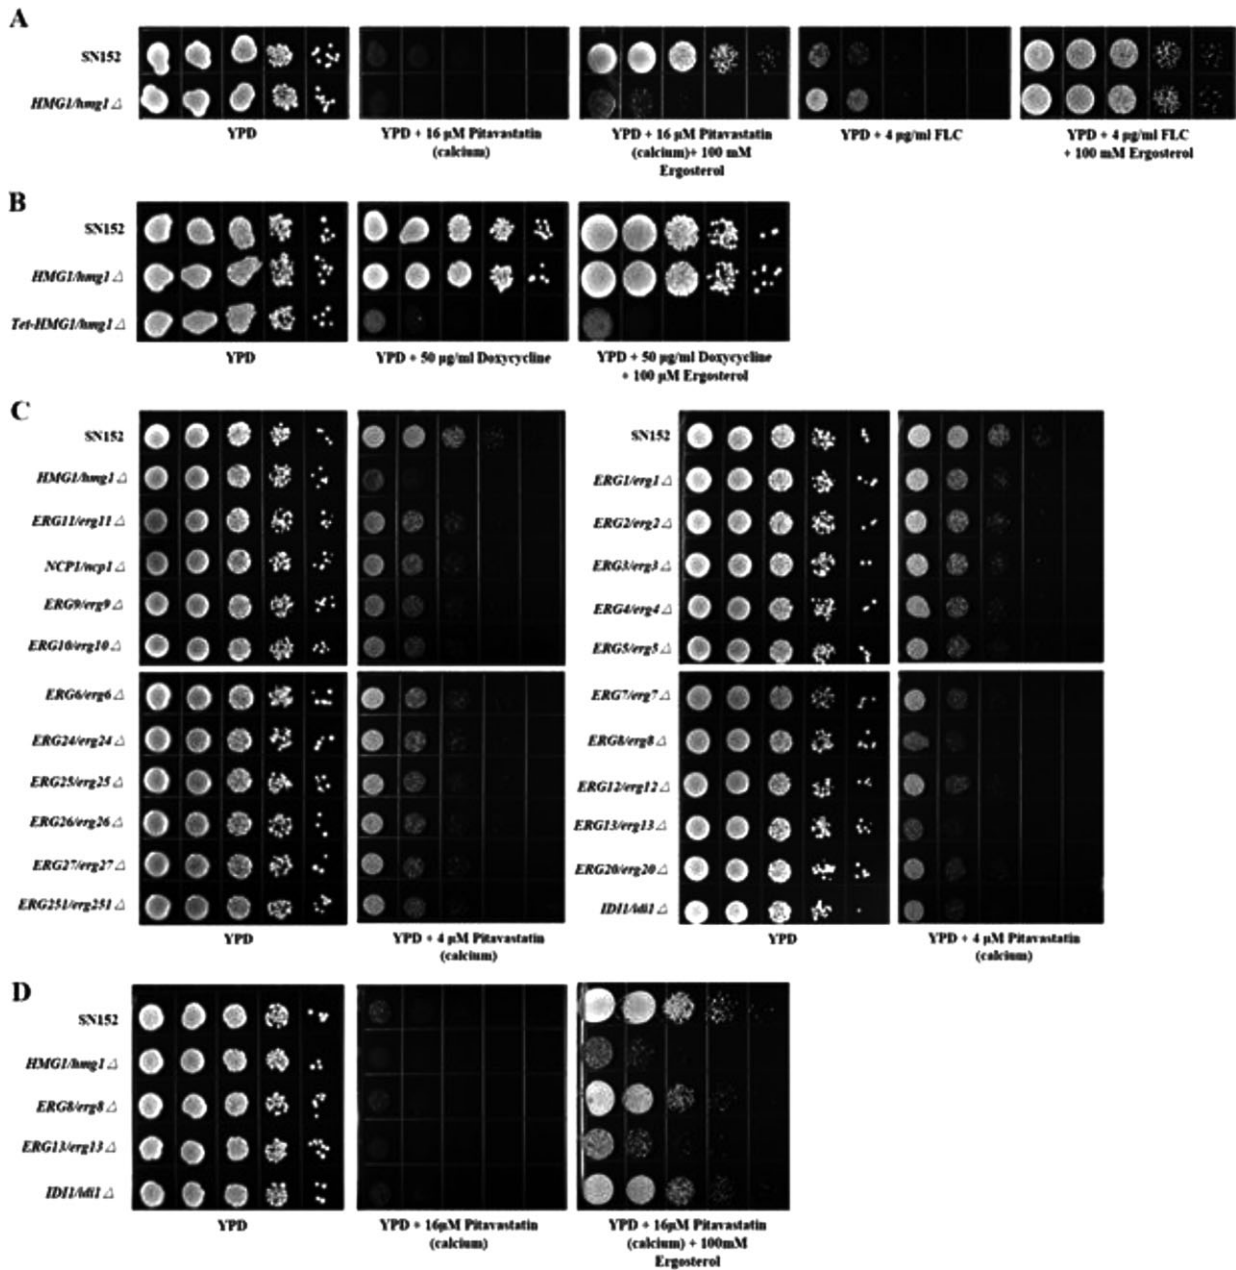 A
SN152
HMG1/hmg1 △
YPD
YPD + 16 µM Pitavastatin
(calcium)
YPD + 16 µM Pitavastatin
(calcium)+ 100 mM
Ergosterol
YPD + 4 µg/ml FLC
YPD + 4 µg/ml FLC
+ 100 mM Ergosterol
B
SN152
HMG1/hmg1 △
Tet-HMG1/hmg1 △
YPD
YPD + 50 µg/ml Doxycycline
YPD + 50 µg/ml Doxycycline
+ 100 µM Ergosterol
C
SN152
HMG1/hmg1 △
ERG11/erg11 △
NCP1/ncp1 △
ERG9/erg9 △
ERG10/erg10 △
ERG6/erg6 △
ERG24/erg24 △
ERG25/erg25 △
ERG26/erg26 △
ERG27/erg27 △
ERG251/erg251 △
YPD
YPD + 4 µM Pitavastatin
(calcium)
SN152
ERG1/erg1 △
ERG2/erg2 △
ERG3/erg3 △
ERG4/erg4 △
ERG5/erg5 △
ERG7/erg7 △
ERG8/erg8 △
ERG12/erg12 △
ERG13/erg13 △
ERG20/erg20 △
IDI1/idi1 △
YPD
YPD + 4 µM Pitavastatin
(calcium)
D
SN152
HMG1/hmg1 △
ERG8/erg8 △
ERG13/erg13 △
IDI1/idi1 △
YPD
YPD + 16µM Pitavastatin
(calcium)
YPD + 16µM Pitavastatin
(calcium) + 100mM
Ergosterol